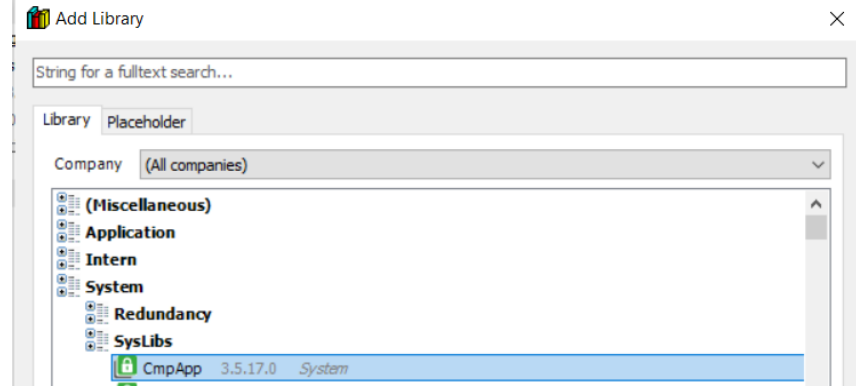 Add Library
String for a fulltext search...
Library Placeholder
Company (All companies)
(Miscellaneous)
Application
Intern
System
Redundancy
SysLibs
CmpApp 3.5.17.0 System